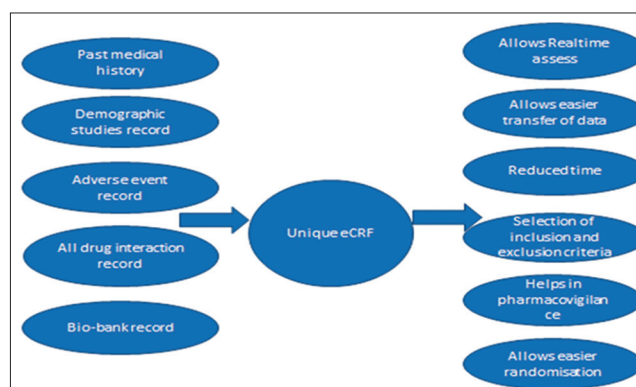 Past medical
history
Demographic
studies record
Adverse event
record
All drug interaction
record
Bio-bank record
Unique eCRF
Allows Realtime
assess
Allows easier
transfer of data
Reduced time
Selection of
inclusion and
exclusion criteria
Helps in
pharmacovigilan
ce
Allows easier
randomisation